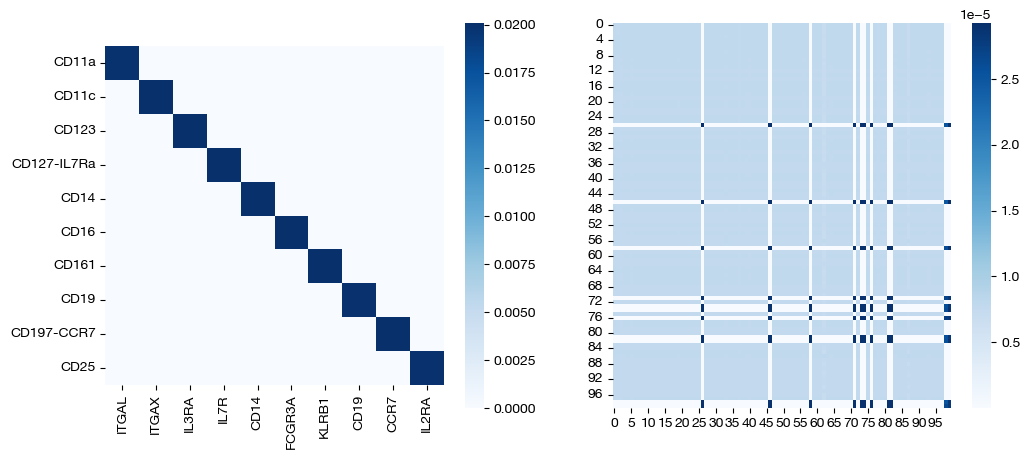 CD11a
CD11c
CD123
CD127-IL7Ra
CD14
CD16
CD161
CD19
CD197-CCR7
CD25
ITGAL
ITGAX
IL3RA
IL7R
CD14
FCGR3A
KLRB1
CD19
CCR7
IL2RA
0.0200
0.0175
0.0150
0.0125
0.0100
0.0075
0.0050
0.0025
0.0000
0
4
8
12
16
20
24
28
32
36
40
44
48
52
56
60
64
68
72
76
80
84
88
92
96
0 5 10 15 20 25 30 35 40 45 50 55 60 65 70 75 80 85 90 95
1e−5
2.5
2.0
1.5
1.0
0.5